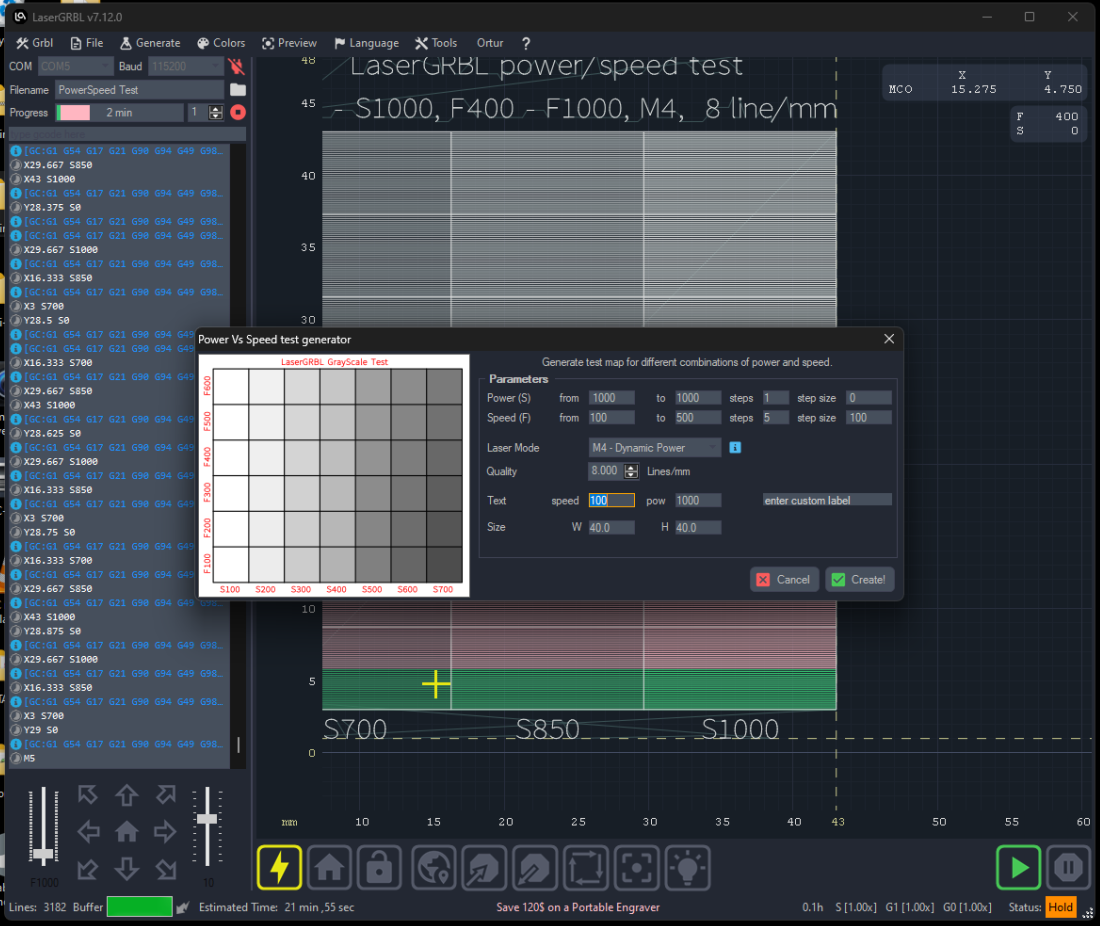 LaserGRBL v7.12.0
Grbl File Generate Colors Preview Language Tools Ortur ?
COM COM5 Baud 115200
Filename PowerSpeed Test
Progress 2 min 1
[GC:G1 G54 G17 G21 G90 G94 G49 G98...
X29.667 S850
X43 S1000
[GC:G1 G54 G17 G21 G90 G94 G49 G98...
Y28.375 S0
[GC:G1 G54 G17 G21 G90 G94 G49 G98...
[GC:G1 G54 G17 G21 G90 G94 G49 G98...
X29.667 S1000
[GC:G1 G54 G17 G21 G90 G94 G49 G98...
X16.333 S850
[GC:G1 G54 G17 G21 G90 G94 G49 G98...
X3 S700
Y28.5 S0
[GC:G1 G54 G17 G21 G90 G94 G49
[GC:G1 G54 G17 G21 G90 G94 G49
X16.333 S700
[GC:G1 G54 G17 G21 G90 G94 G49
X29.667 S850
X43 S1000
[GC:G1 G54 G17 G21 G90 G94 G49
Y28.625 S0
[GC:G1 G54 G17 G21 G90 G94 G49
X29.667 S1000
[GC:G1 G54 G17 G21 G90 G94 G49
X16.333 S850
[GC:G1 G54 G17 G21 G90 G94 G49
X3 S700
Y28.75 S0
[GC:G1 G54 G17 G21 G90 G94 G49
X16.333 S700
[GC:G1 G54 G17 G21 G90 G94 G49
X29.667 S850
[GC:G1 G54 G17 G21 G90 G94 G49 G98...
X43 S1000
Y28.875 S0
[GC:G1 G54 G17 G21 G90 G94 G49 G98...
X29.667 S1000
[GC:G1 G54 G17 G21 G90 G94 G49 G98...
X16.333 S850
[GC:G1 G54 G17 G21 G90 G94 G49 G98...
X3 S700
Y29 S0
[GC:G1 G54 G17 G21 G90 G94 G49 G98...
M5
F1000
10
48
45
40
35
30
10
5
0
LaserGRBL power/speed test
- S1000, F400 - F1000, M4, 8 line/mm
S700 S850 S1000
mm 10 15 20 25 30 35 40 43 50 55 60
X Y
MCO 15.275 4.750
F 400
S 0
Power Vs Speed test generator
LaserGRBL GrayScale Test
F600
F500
F400
F300
F200
F100
S100 S200 S300 S400 S500 S600 S700
Generate test map for different combinations of power and speed.
Parameters
Power (S) from 1000 to 1000 steps 1 step size 0
Speed (F) from 100 to 500 steps 5 step size 100
Laser Mode M4 - Dynamic Power
Quality 8.000 Lines/mm
Text speed 100 pow 1000 enter custom label
Size W 40.0 H 40.0
Cancel Create!
Lines: 3182 Buffer Estimated Time: 21 min ,55 sec Save 120$ on a Portable Engraver 0.1h S [1.00x] G1 [1.00x] G0 [1.00x] Status: Hold